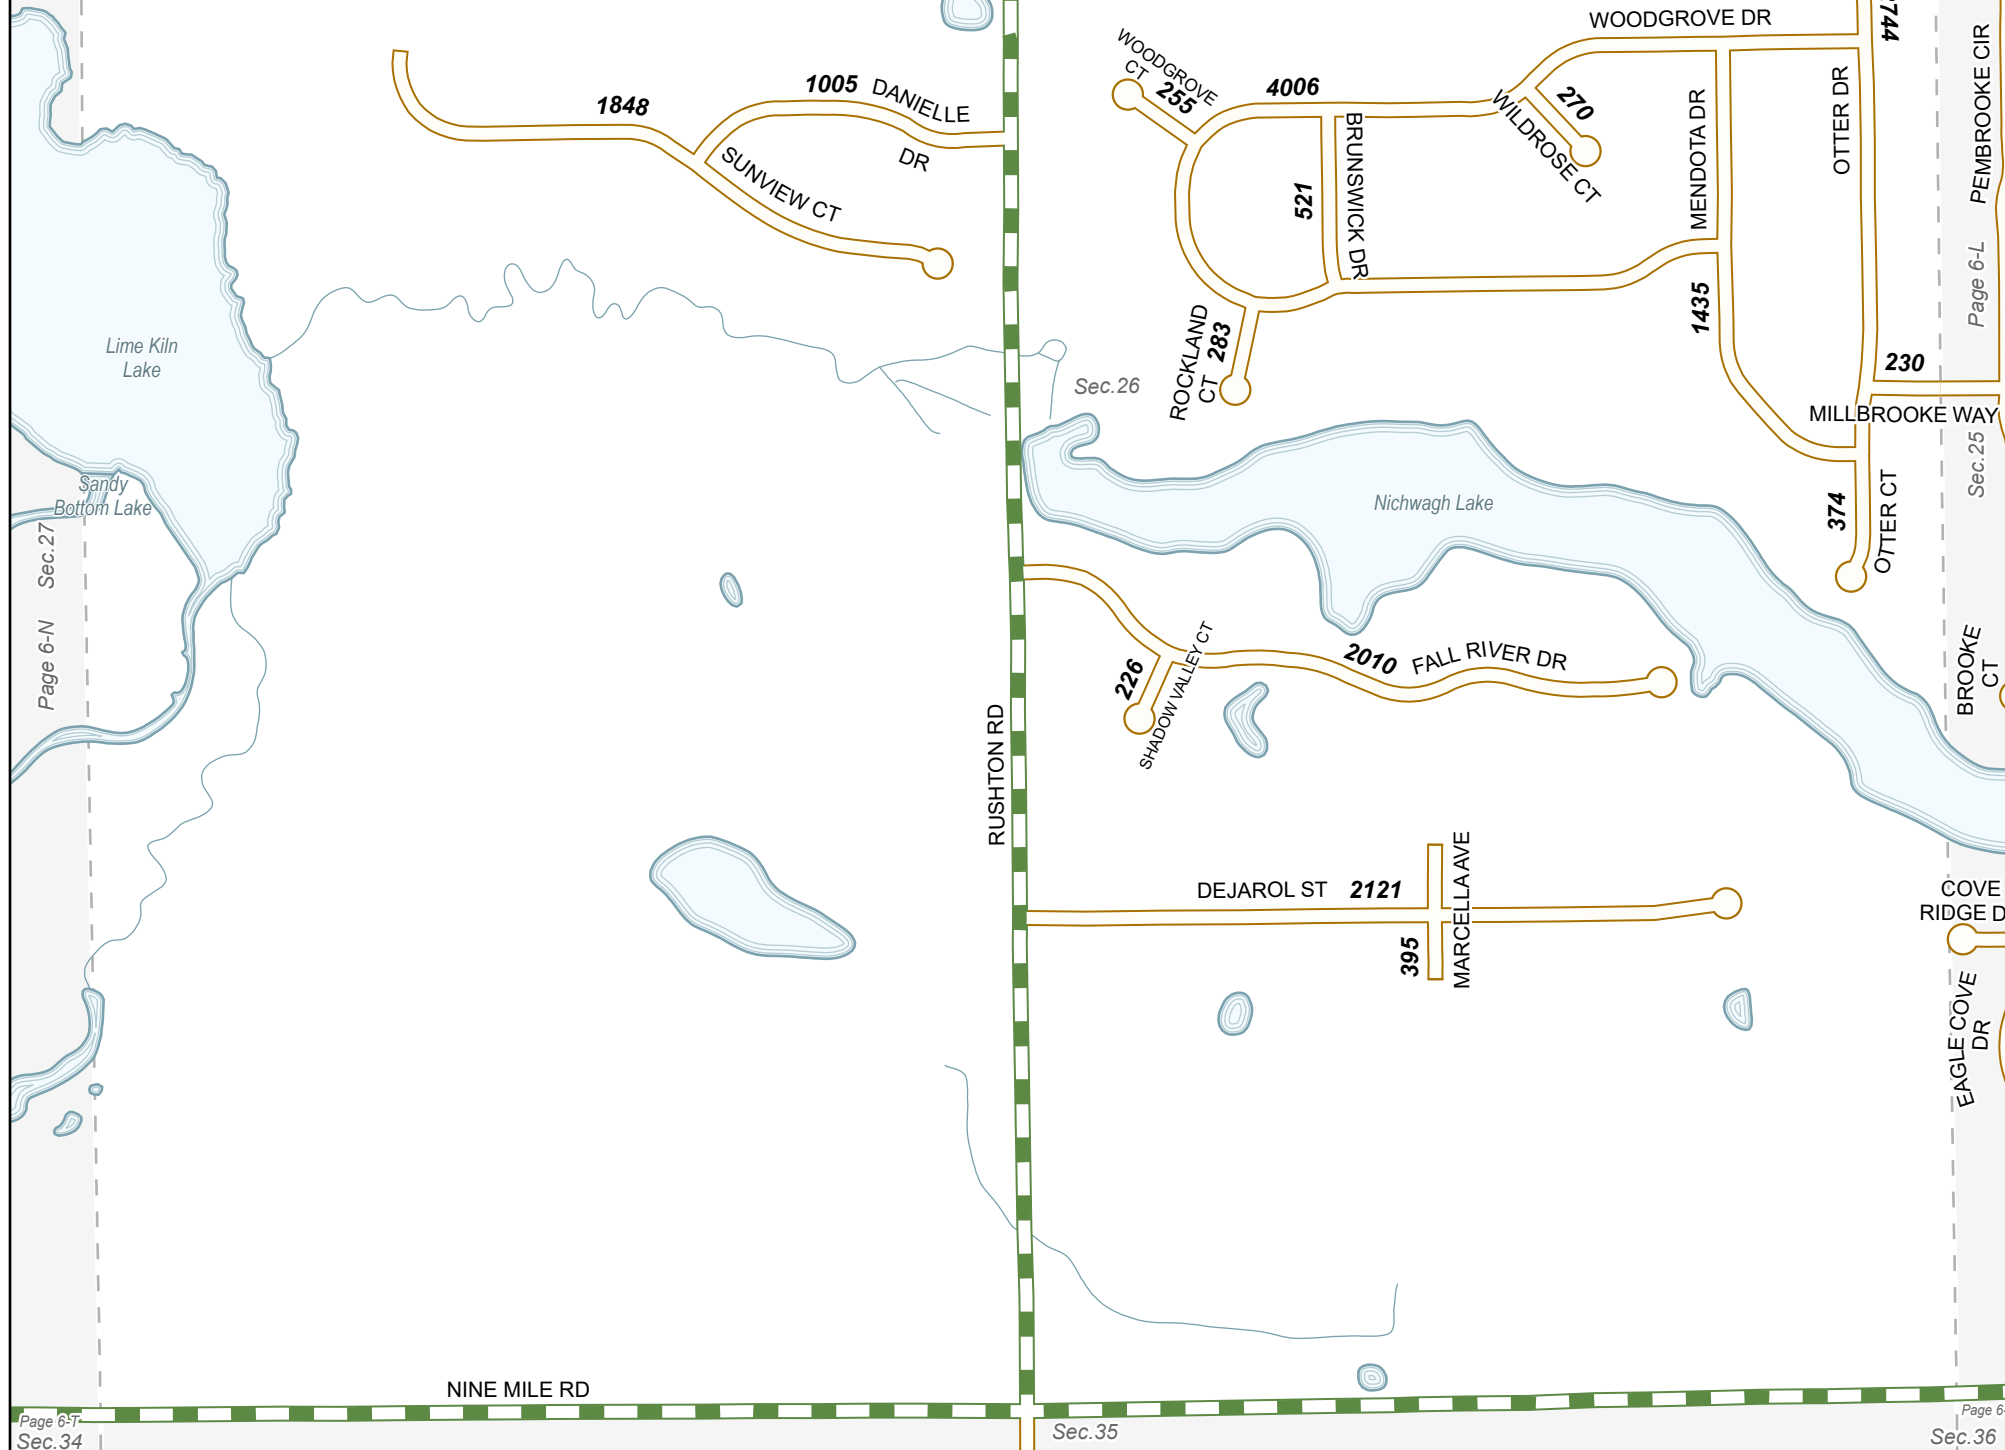 WOODGROVE DR
2744
PEMBROOKE CIR
WOODGROVE
CT
255
4006
270
WILDROSE CT
MENDOTA DR
OTTER DR
1848
1005
DANIELLE
DR
SUNVIEW CT
521
BRUNSWICK DR
Page 6-L
ROCKLAND
CT
283
1435
230
MILLBROOKE WAY
Lime Kiln
Lake
Sec.26
Sandy
Bottom Lake
Sec.27
Page 6-N
Nichwagh Lake
374
OTTER CT
Sec.25
226
SHADOW VALLEY CT
2010
FALL RIVER DR
BROOKE
CT
RUSHTON RD
DEJAROL ST
2121
MARCELLA AVE
395
COVE
RIDGE D
EAGLE COVE
DR
NINE MILE RD
Page 6-T
Sec.34
Sec.35
Page 6-
Sec.36